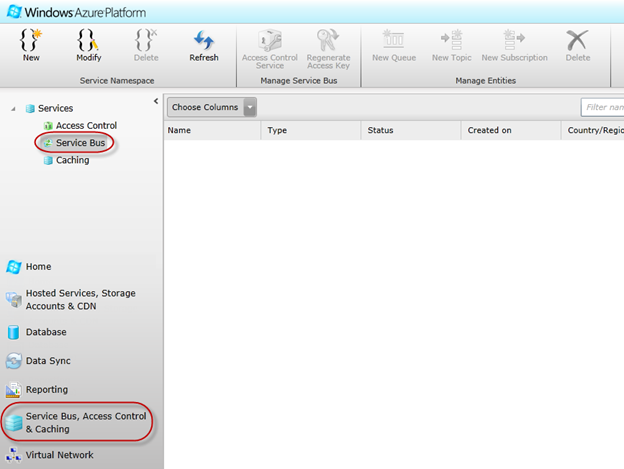 Windows Azure Platform
New Modify Delete Refresh Access Control Service Regenerate Access Key New Queue New Topic New Subscription Delete
Service Namespace Manage Service Bus Manage Entities
Services
Access Control
Service Bus
Caching
Choose Columns Filter nam
Name Type Status Created on Country/Regio
Home
Hosted Services, Storage
Accounts & CDN
Database
Data Sync
Reporting
Service Bus, Access Control
& Caching
Virtual Network